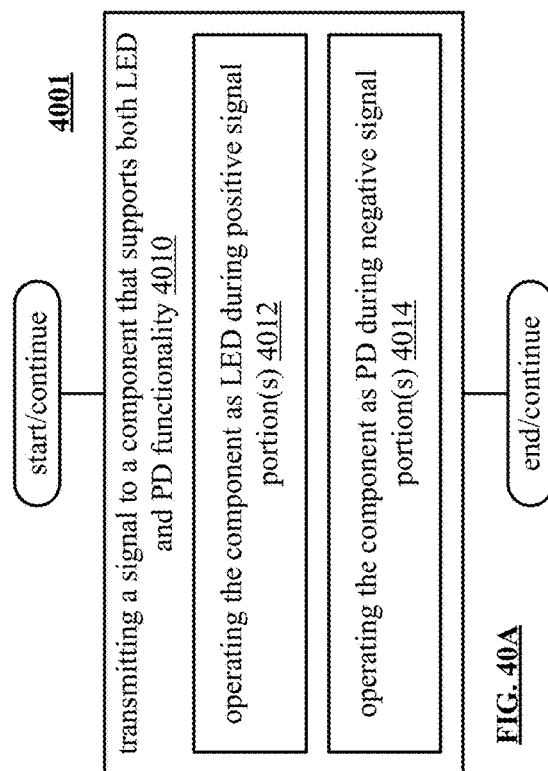 4001
start/continue
transmitting a signal to a component that supports both LED
and PD functionality 4010
operating the component as LED during positive signal
portion(s) 4012
operating the component as PD during negative signal
portion(s) 4014
end/continue
FIG. 40A